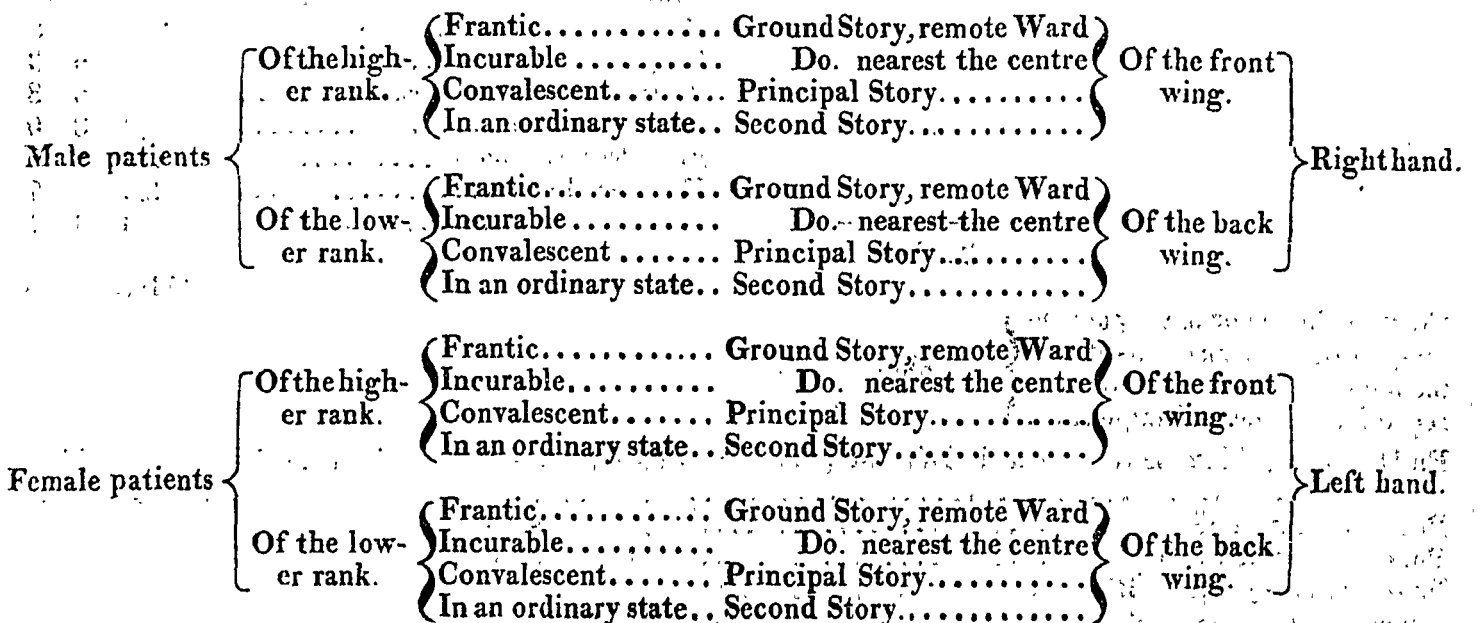 Frantic............ Ground Story, remote Ward
Of the high- Incurable.......... Do. nearest the centre Of the front
er rank. Convalescent........ Principal Story.......... wing.
In an ordinary state.. Second Story............
Male patients Right hand.
Frantic............ Ground Story, remote Ward
Of the low- Incurable.......... Do. nearest the centre Of the back
er rank. Convalescent....... Principal Story........... wing.
In an ordinary state.. Second Story............
Frantic............ Ground Story, remote Ward
Of the high- Incurable.......... Do. nearest the centre Of the front
er rank. Convalescent....... Principal Story........... wing.
In an ordinary state.. Second Story............
Female patients Left hand.
Frantic............ Ground Story, remote Ward
Of the low- Incurable.......... Do. nearest the centre Of the back
er rank. Convalescent....... Principal Story........... wing.
In an ordinary state.. Second Story............